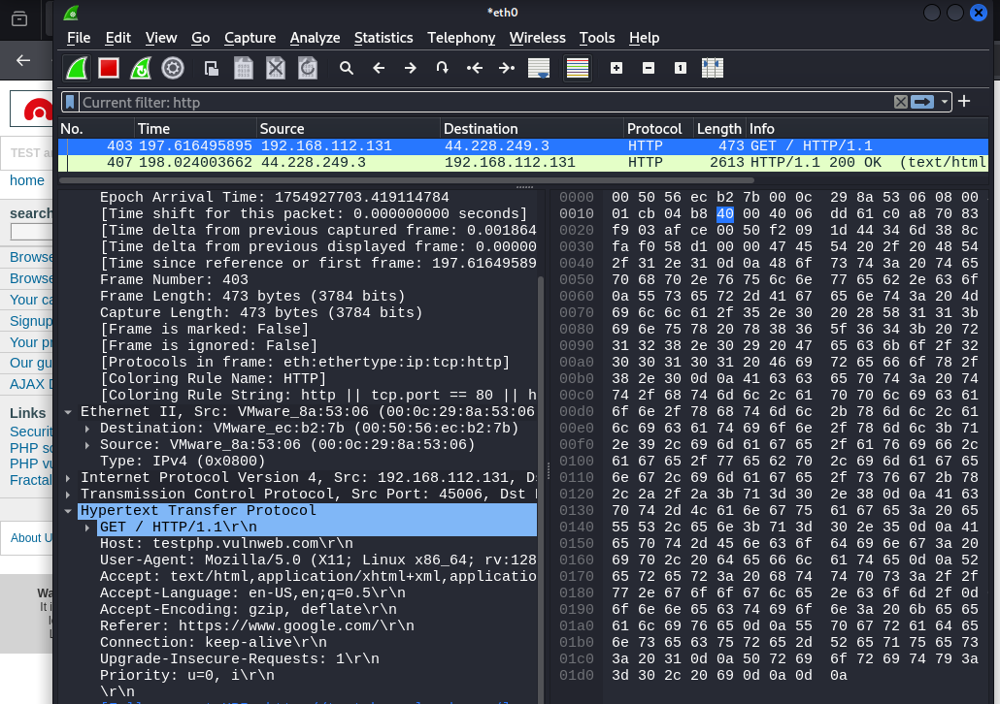 *eth0
File Edit View Go Capture Analyze Statistics Telephony Wireless Tools Help
Current filter: http
No. Time Source Destination Protocol Length Info
403 197.616495895 192.168.112.131 44.228.249.3 HTTP 473 GET / HTTP/1.1
407 198.024003662 44.228.249.3 192.168.112.131 HTTP 2613 HTTP/1.1 200 OK (text/html
TEST an
home
search
Browse
Browse
Your ca
Signup
Your pr
Our gu
AJAX D
Links
Securit
PHP sc
PHP vu
Fractal
About U
Wa
It i
Epoch Arrival Time: 1754927703.419114784
[Time shift for this packet: 0.000000000 seconds]
[Time delta from previous captured frame: 0.001864
[Time delta from previous displayed frame: 0.00000
[Time since reference or first frame: 197.61649589
Frame Number: 403
Frame Length: 473 bytes (3784 bits)
Capture Length: 473 bytes (3784 bits)
[Frame is marked: False]
[Frame is ignored: False]
[Protocols in frame: eth:ethertype:ip:tcp:http]
[Coloring Rule Name: HTTP]
[Coloring Rule String: http || tcp.port == 80 || h
Ethernet II, Src: VMware_8a:53:06 (00:0c:29:8a:53:06
Destination: VMware_ec:b2:7b (00:50:56:ec:b2:7b)
Source: VMware_8a:53:06 (00:0c:29:8a:53:06)
Type: IPv4 (0x0800)
Internet Protocol Version 4, Src: 192.168.112.131, Ds
Transmission Control Protocol, Src Port: 45006, Dst
Hypertext Transfer Protocol
GET / HTTP/1.1\r\n
Host: testphp.vulnweb.com\r\n
User-Agent: Mozilla/5.0 (X11; Linux x86_64; rv:128
Accept: text/html,application/xhtml+xml,applicatio
Accept-Language: en-US,en;q=0.5\r\n
Accept-Encoding: gzip, deflate\r\n
Referer: https://www.google.com/\r\n
Connection: keep-alive\r\n
Upgrade-Insecure-Requests: 1\r\n
Priority: u=0, i\r\n
\r\n
0000 00 50 56 ec b2 7b 00 0c 29 8a 53 06 08 00
0010 01 cb 04 b8 40 00 40 06 dd 61 c0 a8 70 83
0020 f9 03 af ce 00 50 f2 09 1d 44 34 6d 38 8c
0030 fa f0 58 d1 00 00 47 45 54 20 2f 20 48 54
0040 2f 31 2e 31 0d 0a 48 6f 73 74 3a 20 74 65
0050 70 68 70 2e 76 75 6c 6e 77 65 62 2e 63 6f
0060 0a 55 73 65 72 2d 41 67 65 6e 74 3a 20 4d
0070 69 6c 6c 61 2f 35 2e 30 20 28 58 31 31 3b
0080 69 6e 75 78 20 78 38 36 5f 36 34 3b 20 72
0090 31 32 38 2e 30 29 20 47 65 63 6b 6f 2f 32
00a0 30 30 31 30 31 20 46 69 72 65 66 6f 78 2f
00b0 38 2e 30 0d 0a 41 63 63 65 70 74 3a 20 74
00c0 74 2f 68 74 6d 6c 2c 61 70 70 6c 69 63 61
00d0 6f 6e 2f 78 68 74 6d 6c 2b 78 6d 6c 2c 61
00e0 6c 69 63 61 74 69 6f 6e 2f 78 6d 6c 3b 71
00f0 2e 39 2c 69 6d 61 67 65 2f 61 76 69 66 2c
0100 61 67 65 2f 77 65 62 70 2c 69 6d 61 67 65
0110 6e 67 2c 69 6d 61 67 65 2f 73 76 67 2b 78
0120 2c 2a 2f 2a 3b 71 3d 30 2e 38 0d 0a 41 63
0130 70 74 2d 4c 61 6e 67 75 61 67 65 3a 20 65
0140 55 53 2c 65 6e 3b 71 3d 30 2e 35 0d 0a 41
0150 65 70 74 2d 45 6e 63 6f 64 69 6e 67 3a 20
0160 69 70 2c 20 64 65 66 6c 61 74 65 0d 0a 52
0170 65 72 65 72 3a 20 68 74 74 70 73 3a 2f 2f
0180 77 2e 67 6f 6f 67 6c 65 2e 63 6f 6d 2f 0d
0190 6f 6e 6e 65 63 74 69 6f 6e 3a 20 6b 65 65
01a0 61 6c 69 76 65 0d 0a 55 70 67 72 61 64 65
01b0 6e 73 65 63 75 72 65 2d 52 65 71 75 65 73
01c0 3a 20 31 0d 0a 50 72 69 6f 72 69 74 79 3a
01d0 3d 30 2c 20 69 0d 0a 0d 0a